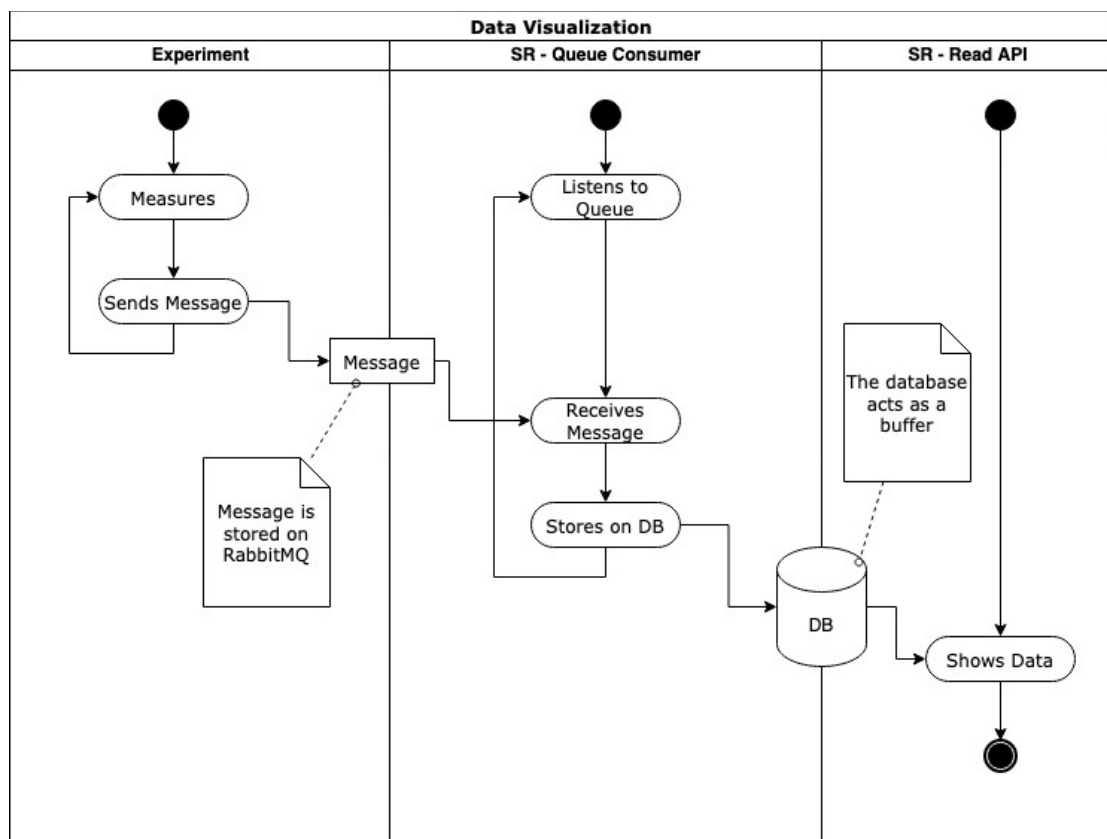 Data Visualization
Experiment
SR - Queue Consumer
SR - Read API
Measures
Listens to
Queue
Sends Message
Message
The database
acts as a
buffer
Receives
Message
Message is
stored on
RabbitMQ
Stores on DB
DB
Shows Data